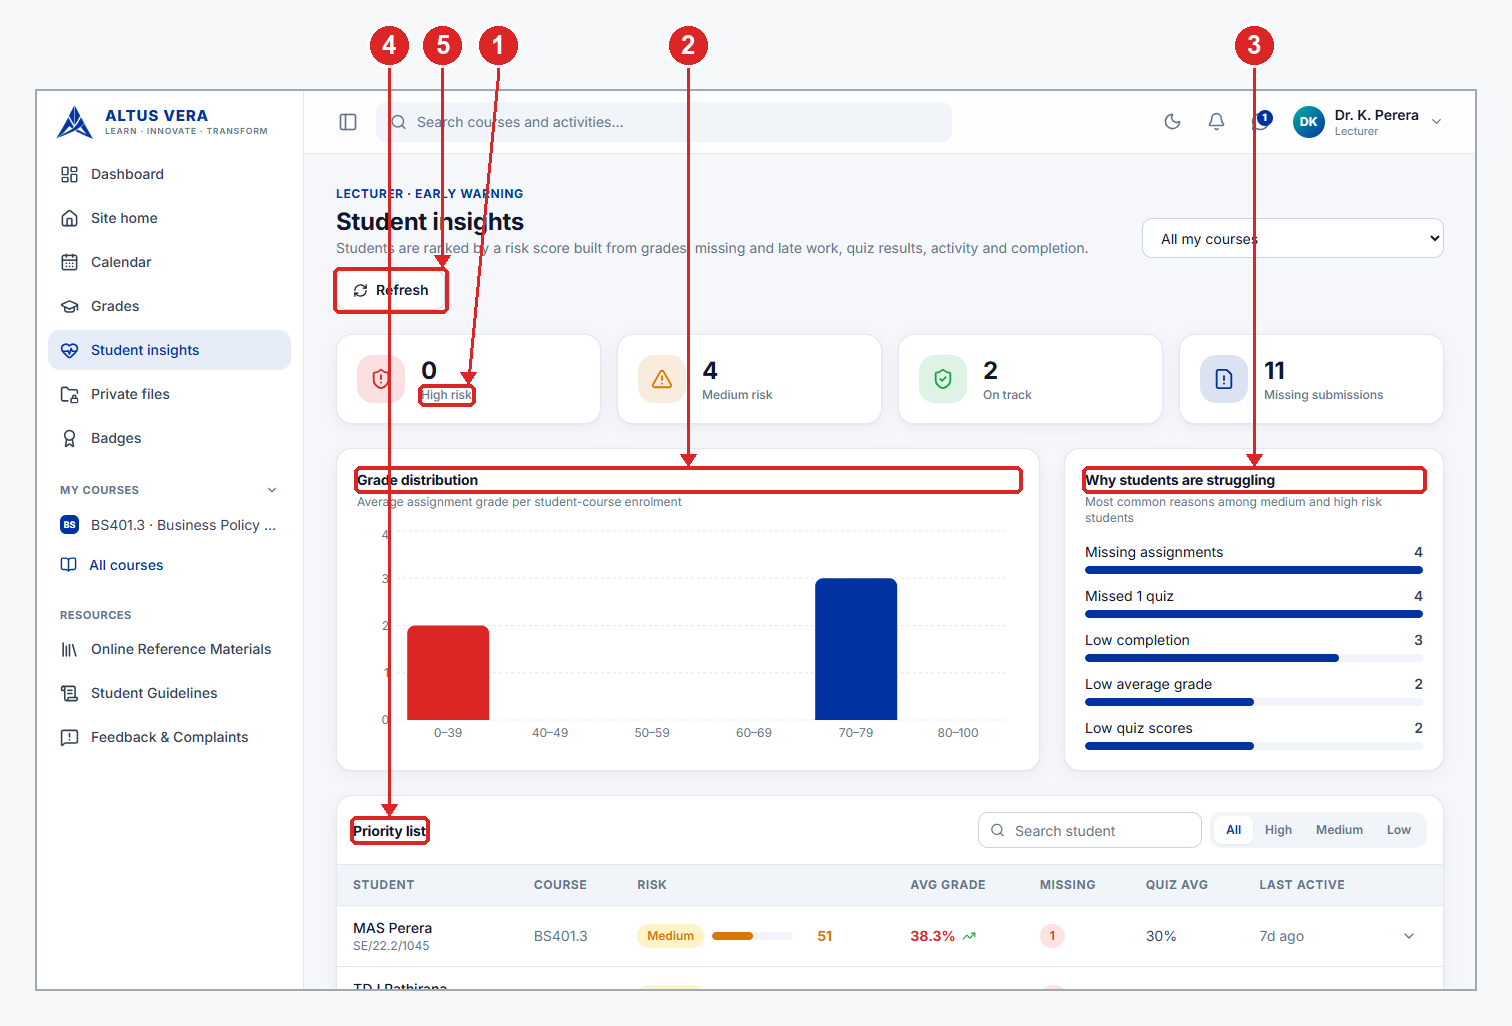 4 5 1 2 3
ALTUS VERA
LEARN · INNOVATE · TRANSFORM
Search courses and activities...
1
DK
Dr. K. Perera
Lecturer
Dashboard
Site home
Calendar
Grades
Student insights
Private files
Badges
MY COURSES
BS
BS401.3 · Business Policy ...
All courses
RESOURCES
Online Reference Materials
Student Guidelines
Feedback & Complaints
LECTURER · EARLY WARNING
Student insights
Students are ranked by a risk score built from grades, missing and late work, quiz results, activity and completion.
All my courses
Refresh
0
High risk
4
Medium risk
2
On track
11
Missing submissions
Grade distribution
Average assignment grade per student-course enrolment
4
3
2
1
0
0–39 40–49 50–59 60–69 70–79 80–100
Why students are struggling
Most common reasons among medium and high risk
students
Missing assignments 4
Missed 1 quiz 4
Low completion 3
Low average grade 2
Low quiz scores 2
Priority list
Search student
All High Medium Low
STUDENT COURSE RISK AVG GRADE MISSING QUIZ AVG LAST ACTIVE
MAS Perera
SE/22.2/1045
BS401.3
Medium
51
38.3%
1
30%
7d ago